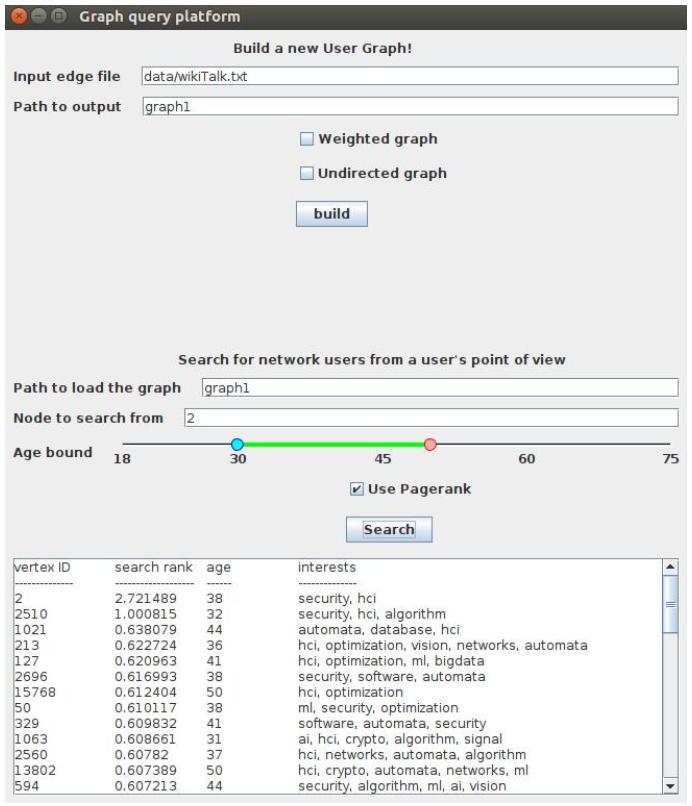 Graph query platform
Build a new User Graph!
Input edge file data/wikiTalk.txt
Path to output graph1
Weighted graph
Undirected graph
build
Search for network users from a user's point of view
Path to load the graph graph1
Node to search from 2
Age bound 18 30 45 60 75
Use Pagerank
Search
vertex ID search rank age interests
-------------- ------------------- ------ --------------
2 2.721489 38 security, hci
2510 1.000815 32 security, hci, algorithm
1021 0.638079 44 automata, database, hci
213 0.622724 36 hci, optimization, vision, networks, automata
127 0.620963 41 hci, optimization, ml, bigdata
2696 0.616993 38 security, software, automata
15768 0.612404 50 hci, optimization
50 0.610117 38 ml, security, optimization
329 0.609832 41 software, automata, security
1063 0.608661 31 ai, hci, crypto, algorithm, signal
2560 0.60782 37 hci, networks, automata, algorithm
13802 0.607389 50 hci, crypto, automata, networks, ml
594 0.607213 44 security, algorithm, ml, ai, vision